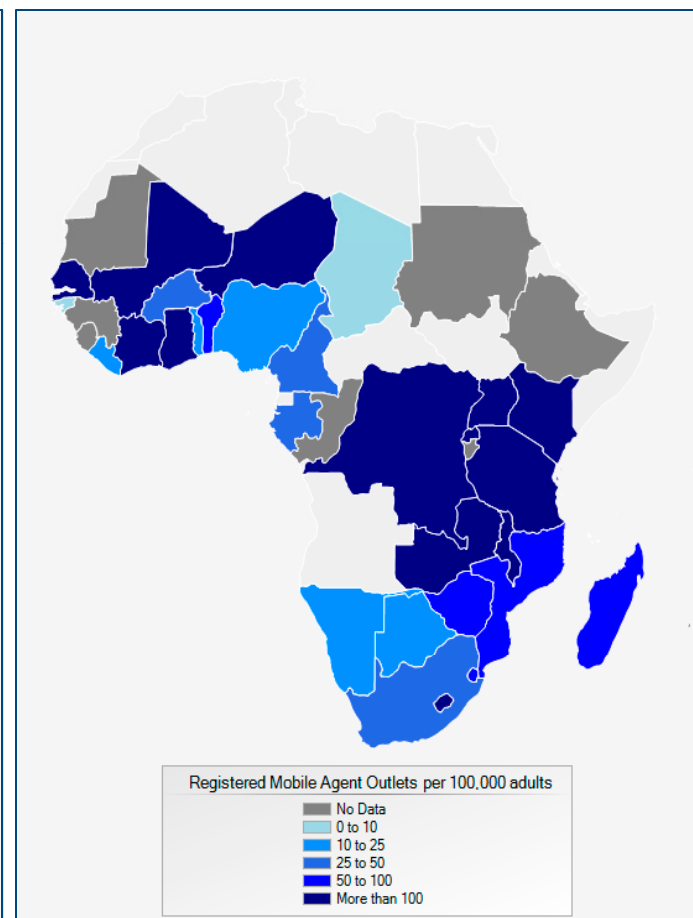 Registered Mobile Agent Outlets per 100,000 adults
No Data
0 to 10
10 to 25
25 to 50
50 to 100
More than 100